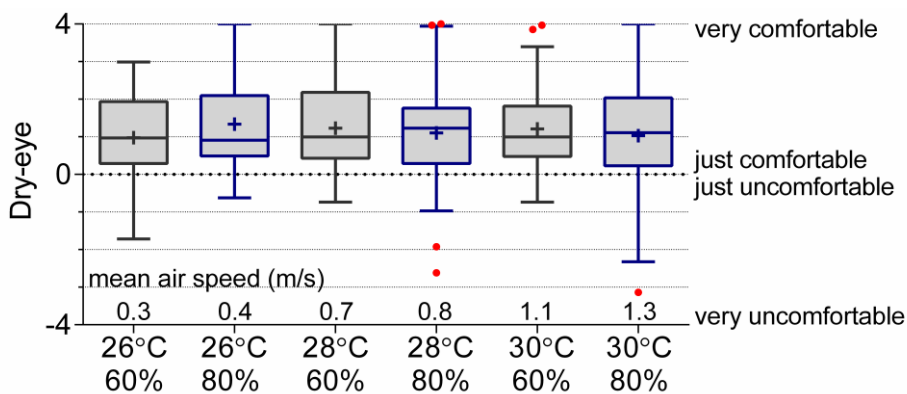 4
very comfortable
Dry-eye
just comfortable
0
just uncomfortable
mean air speed (m/s)
0.3 0.4 0.7 0.8 1.1 1.3
-4
very uncomfortable
26°C 26°C 28°C 28°C 30°C 30°C
60% 80% 60% 80% 60% 80%